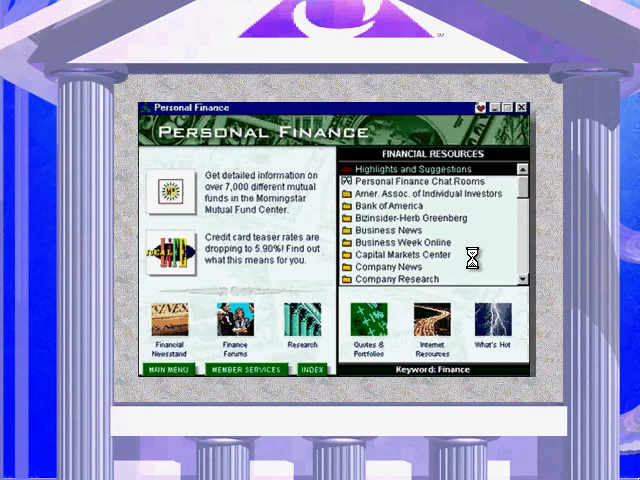 SM
Personal Finance
PERSONAL FINANCE
Get detailed information on
over 7,000 different mutual
funds in the Morningstar
Mutual Fund Center.
Credit card teaser rates are
dropping to 5.90%! Find out
what this means for you.
Financial
Newsstand
Finance
Forums
Research
MAIN MENU
MEMBER SERVICES
INDEX
FINANCIAL RESOURCES
Highlights and Suggestions
Personal Finance Chat Rooms
Amer. Assoc. of Individual Investors
Bank of America
Bizinsider-Herb Greenberg
Business News
Business Week Online
Capital Markets Center
Company News
Company Research
Quotes &
Portfolios
Internet
Resources
What's Hot
Keyword: Finance